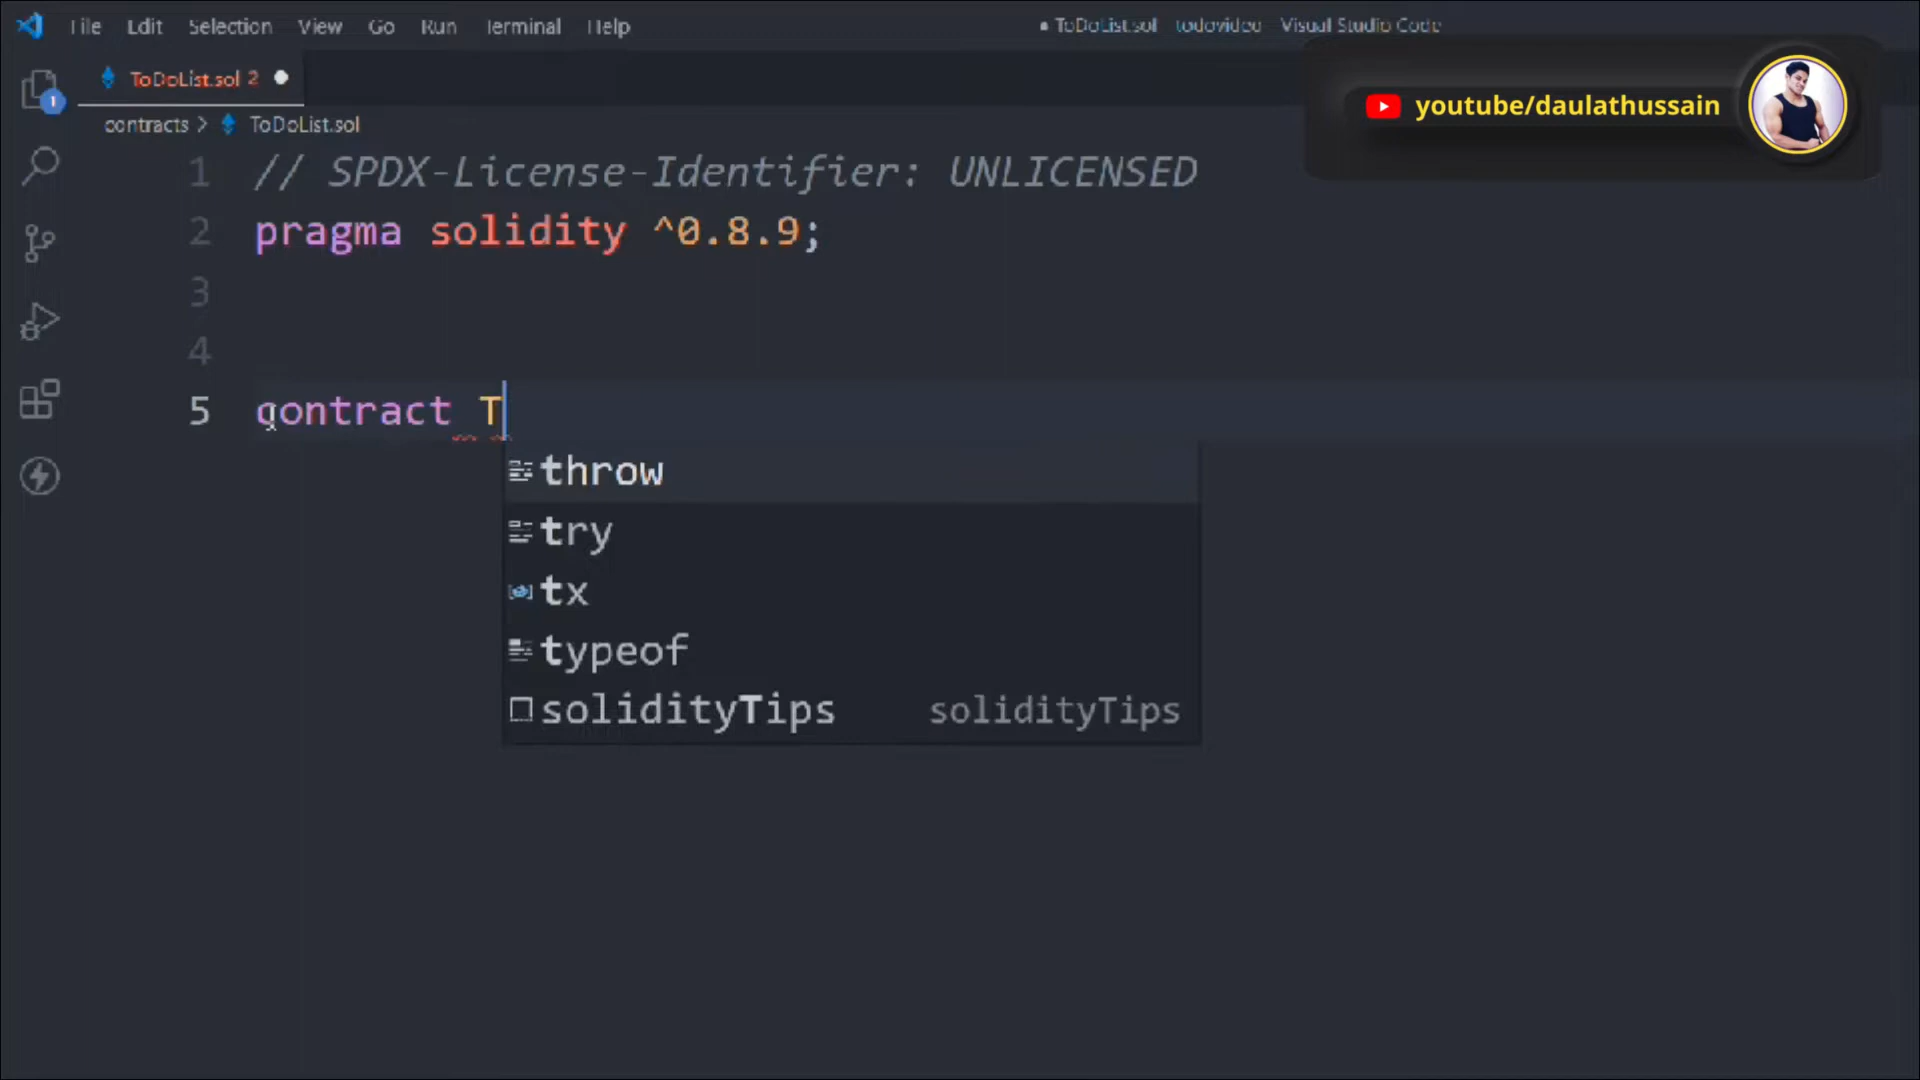 File Edit Selection View Go Run Terminal Help
● ToDoList.sol todovideo Visual Studio Code
ToDoList.sol 2 ●
youtube/daulathussain
1
contracts > ToDoList.sol
1 // SPDX-License-Identifier: UNLICENSED
2 pragma solidity ^0.8.9;
3
4
5 contract T
throw
try
tx
typeof
solidityTips solidityTips